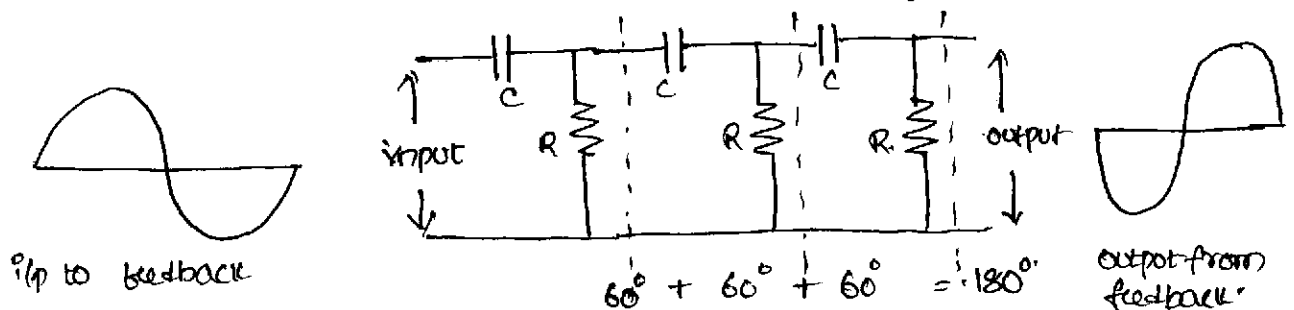 C C C
input R R R. output
i/p to feedback
60° + 60° + 60° = 180°.
output from
feedback.